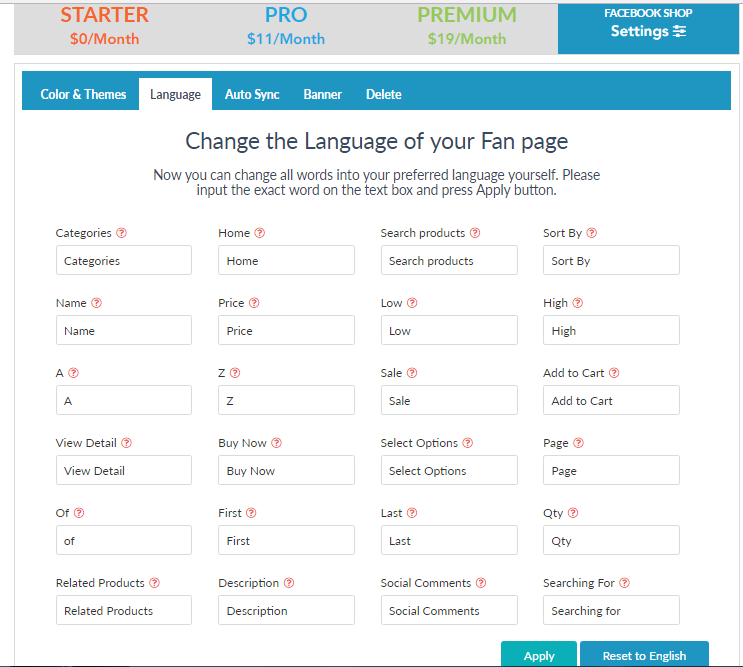 STARTER PRO PREMIUM FACEBOOK SHOP
$0/Month $11/Month $19/Month Settings
Color & Themes Language Auto Sync Banner Delete
Change the Language of your Fan page
Now you can change all words into your preferred language yourself. Please
input the exact word on the text box and press Apply button.
Categories ? Home ? Search products ? Sort By ?
Categories Home Search products Sort By
Name ? Price ? Low ? High ?
Name Price Low High
A ? Z ? Sale ? Add to Cart ?
A Z Sale Add to Cart
View Detail ? Buy Now ? Select Options ? Page ?
View Detail Buy Now Select Options Page
Of ? First ? Last ? Qty ?
of First Last Qty
Related Products ? Description ? Social Comments ? Searching For ?
Related Products Description Social Comments Searching for
Apply Reset to English